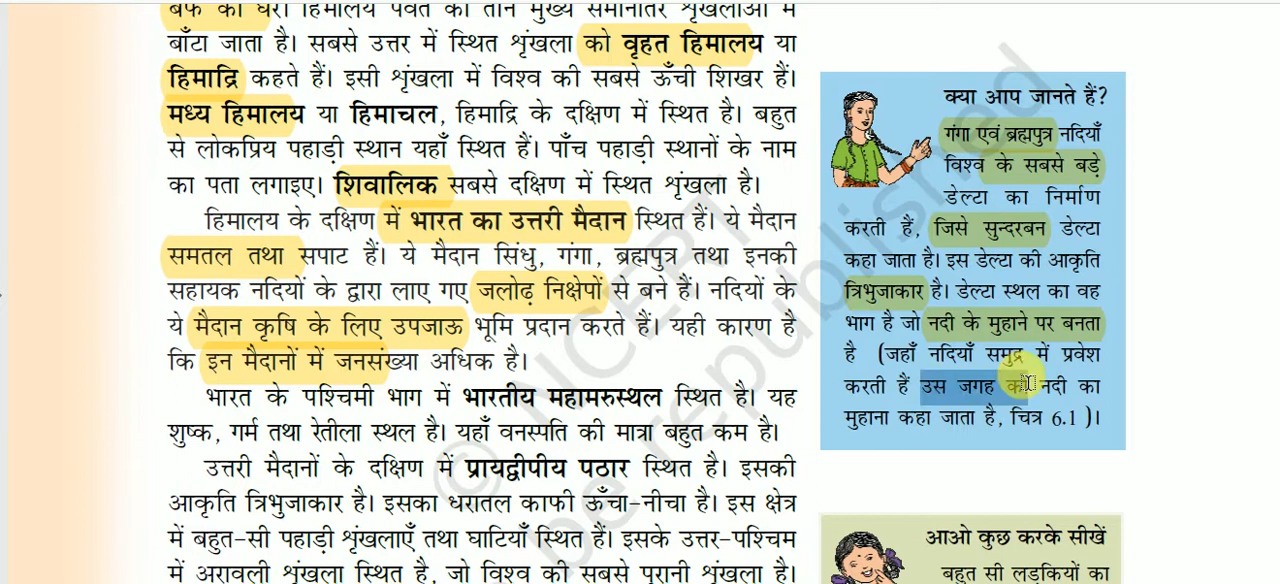 बर्फ का घर। हिमालय पर्वत को तीन मुख्य समानांतर शृंखलाओं में
बाँटा जाता है। सबसे उत्तर में स्थित शृंखला को वृहत हिमालय या
हिमाद्रि कहते हैं। इसी शृंखला में विश्व की सबसे ऊँची शिखर हैं।
मध्य हिमालय या हिमाचल, हिमाद्रि के दक्षिण में स्थित है। बहुत
से लोकप्रिय पहाड़ी स्थान यहाँ स्थित हैं। पाँच पहाड़ी स्थानों के नाम
का पता लगाइए। शिवालिक सबसे दक्षिण में स्थित शृंखला है।
हिमालय के दक्षिण में भारत का उत्तरी मैदान स्थित हैं। ये मैदान
समतल तथा सपाट हैं। ये मैदान सिंधु, गंगा, ब्रह्मपुत्र तथा इनकी
सहायक नदियों के द्वारा लाए गए जलोढ़ निक्षेपों से बने हैं। नदियों के
ये मैदान कृषि के लिए उपजाऊ भूमि प्रदान करते हैं। यही कारण है
कि इन मैदानों में जनसंख्या अधिक है।
भारत के पश्चिमी भाग में भारतीय महामरुस्थल स्थित है। यह
शुष्क, गर्म तथा रेतीला स्थल है। यहाँ वनस्पति की मात्रा बहुत कम है।
उत्तरी मैदानों के दक्षिण में प्रायद्वीपीय पठार स्थित है। इसकी
आकृति त्रिभुजाकार है। इसका धरातल काफी ऊँचा-नीचा है। इस क्षेत्र
में बहुत-सी पहाड़ी शृंखलाएँ तथा घाटियाँ स्थित हैं। इसके उत्तर-पश्चिम
में अरावली शृंखला स्थित है, जो विश्व की सबसे पुरानी शृंखला है।
क्या आप जानते हैं?
गंगा एवं ब्रह्मपुत्र नदियाँ
विश्व के सबसे बड़े
डेल्टा का निर्माण
करती हैं, जिसे सुन्दरबन डेल्टा
कहा जाता है। इस डेल्टा की आकृति
त्रिभुजाकार है। डेल्टा स्थल का वह
भाग है जो नदी के मुहाने पर बनता
है (जहाँ नदियाँ समुद्र में प्रवेश
करती हैं उस जगह को नदी का
मुहाना कहा जाता है, चित्र 6.1 )।
आओ कुछ करके सीखें
बहुत सी लड़कियों का
© NCERT
be republished